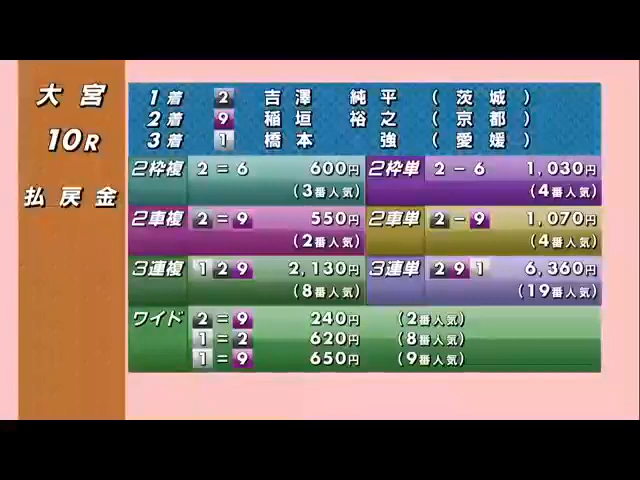 大宮
10R
払戻金
1着 2 吉澤 純平 (茨城)
2着 9 稲垣 裕之 (京都)
3着 1 橋本 強 (愛媛)
2枠複 2=6 600円 2枠単 2-6 1,030円
(3番人気) (4番人気)
2車複 2=9 550円 2車単 2-9 1,070円
(2番人気) (4番人気)
3連複 1 2 9 2,130円 3連単 2 9 1 6,360円
(8番人気) (19番人気)
ワイド 2=9 240円 (2番人気)
1=2 620円 (8番人気)
1=9 650円 (9番人気)